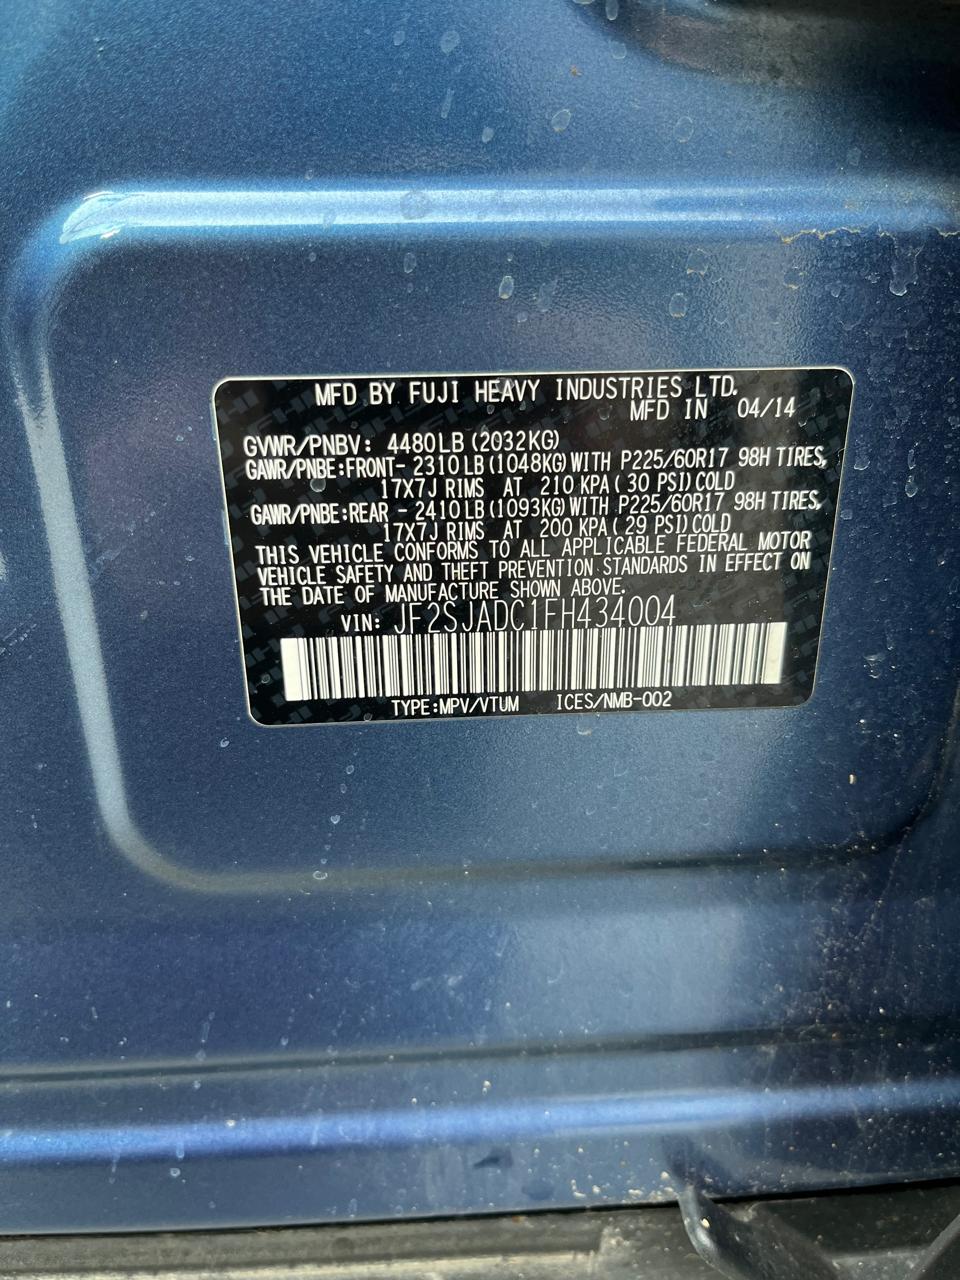 MFD BY FUJI HEAVY INDUSTRIES LTD.
MFD IN 04/14
GVWR/PNBV: 4480LB (2032KG)
GAWR/PNBE:FRONT- 2310LB (1048KG) WITH P225/60R17 98H TIRES,
17X7J RIMS AT 210 KPA ( 30 PSI) COLD
GAWR/PNBE:REAR - 2410LB (1093KG) WITH P225/60R17 98H TIRES,
17X7J RIMS AT 200 KPA ( 29 PSI) COLD
THIS VEHICLE CONFORMS TO ALL APPLICABLE FEDERAL MOTOR
VEHICLE SAFETY AND THEFT PREVENTION STANDARDS IN EFFECT ON
THE DATE OF MANUFACTURE SHOWN ABOVE.
VIN: JF2SJADC1FH434004
TYPE:MPV/VTUM ICES/NMB-002